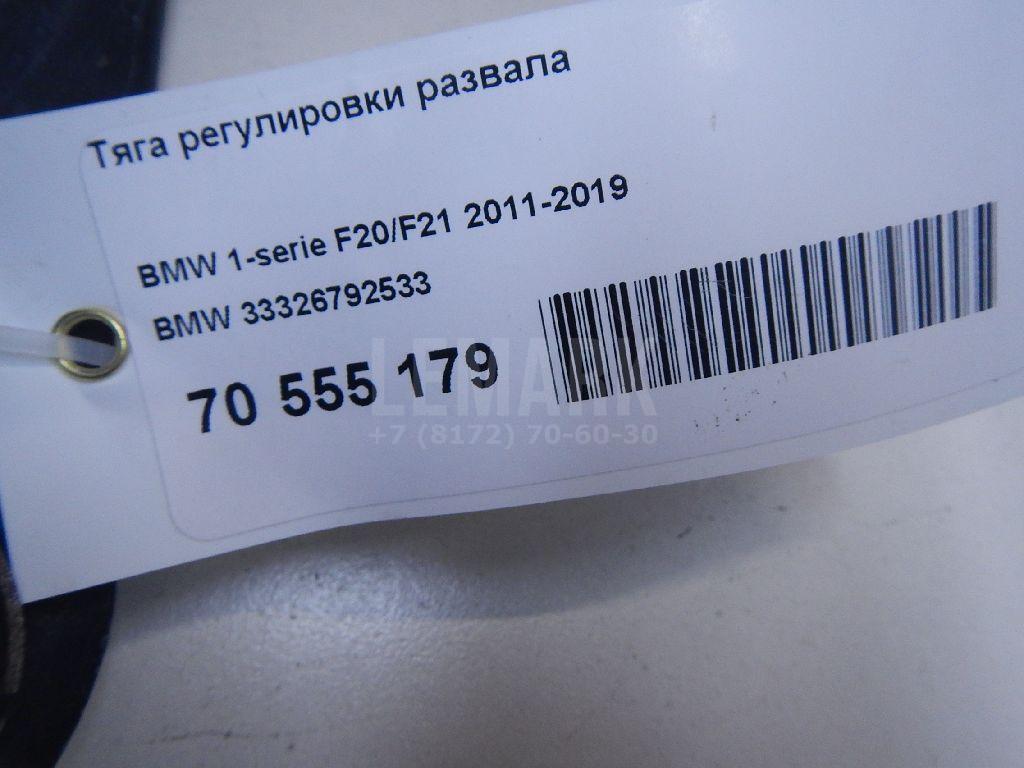 Тяга регулировки развала
BMW 1-serie F20/F21 2011-2019
BMW 33326792533
70 555 179
LEMARK
+7 (8172) 70-60-30